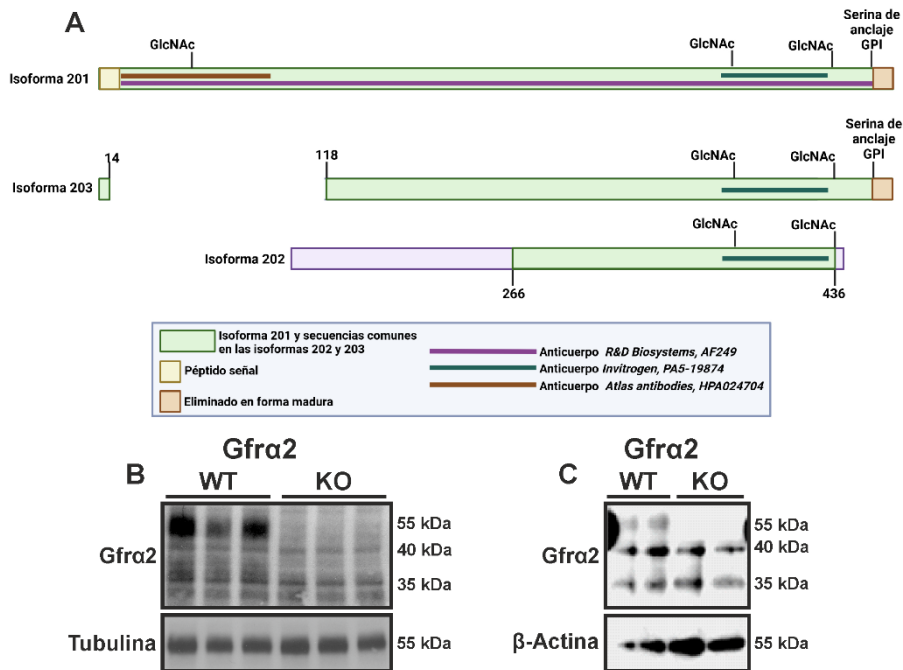 A
GlcNAc
GlcNAc
GlcNAc
Serina de
anclaje
GPI
Isoforma 201
14
118
GlcNAc
GlcNAc
Serina de
anclaje
GPI
Isoforma 203
GlcNAc
GlcNAc
Isoforma 202
266
436
Isoforma 201 y secuencias comunes
en las isoformas 202 y 203
Péptido señal
Eliminado en forma madura
Anticuerpo R&D Biosystems, AF249
Anticuerpo Invitrogen, PA5-19874
Anticuerpo Atlas antibodies, HPA024704
B
Gfrα2
WT
KO
Gfrα2
55 kDa
40 kDa
35 kDa
Tubulina
55 kDa
C
Gfrα2
WT
KO
Gfrα2
55 kDa
40 kDa
35 kDa
β-Actina
55 kDa